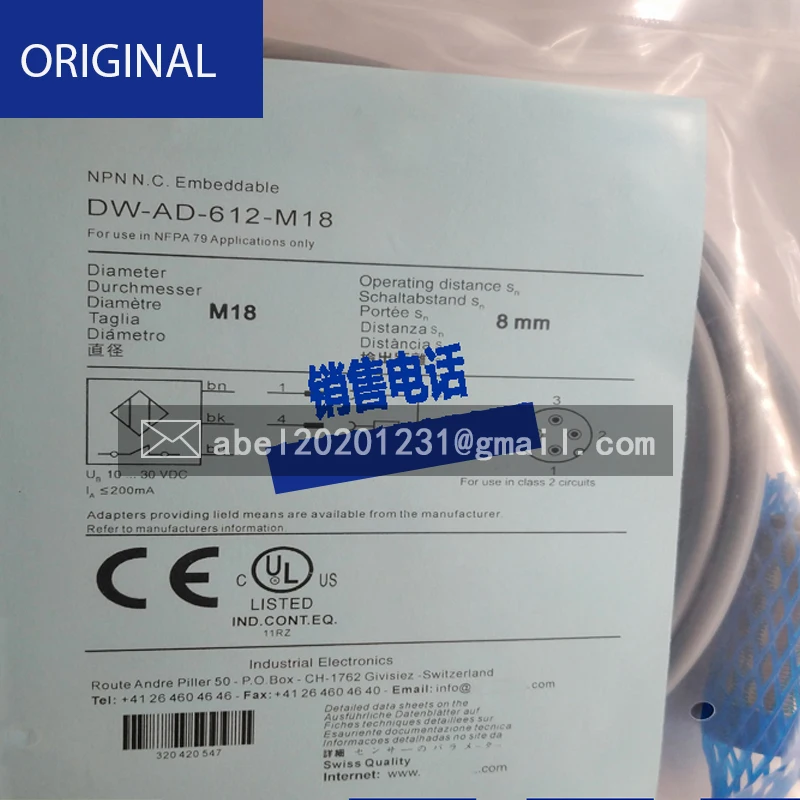 ORIGINAL
NPN N.C. Embeddable
DW-AD-612-M18
For use in NFPA 79 Applications only
Diameter
Durchmesser
Diamètre
Taglia
Diámetro
直径
M18
Operating distance sn
Schaltabstand sn
Portée sn
Distanza sn
Distância sn
8 mm
销售电话
bn 1
bk 4
3
2
1
abel20201231@gmail.com
UB 10 ... 30 VDC
IA ≤200mA
For use in class 2 circuits
Adapters providing lield means are available from the manufacturer.
Refer to manufacturers information
CE
C UL US
LISTED
IND.CONT.EQ.
11RZ
Industrial Electronics
Route Andre Piller 50 - P.O.Box - CH-1762 Givisiez -Switzerland
Tel: +41 26 460 46 46 - Fax: +41 26 460 46 40 - Email: info@ .com
Detailed data sheets on the
Ausführliche Datenblätter auf
Fiches techniques detaillées sur
Esauriente documentazione tecnica
Informacoes detalhadas no site da
詳細 センサーのパラメーター
Swiss Quality
Internet: www. .com
320 420 547